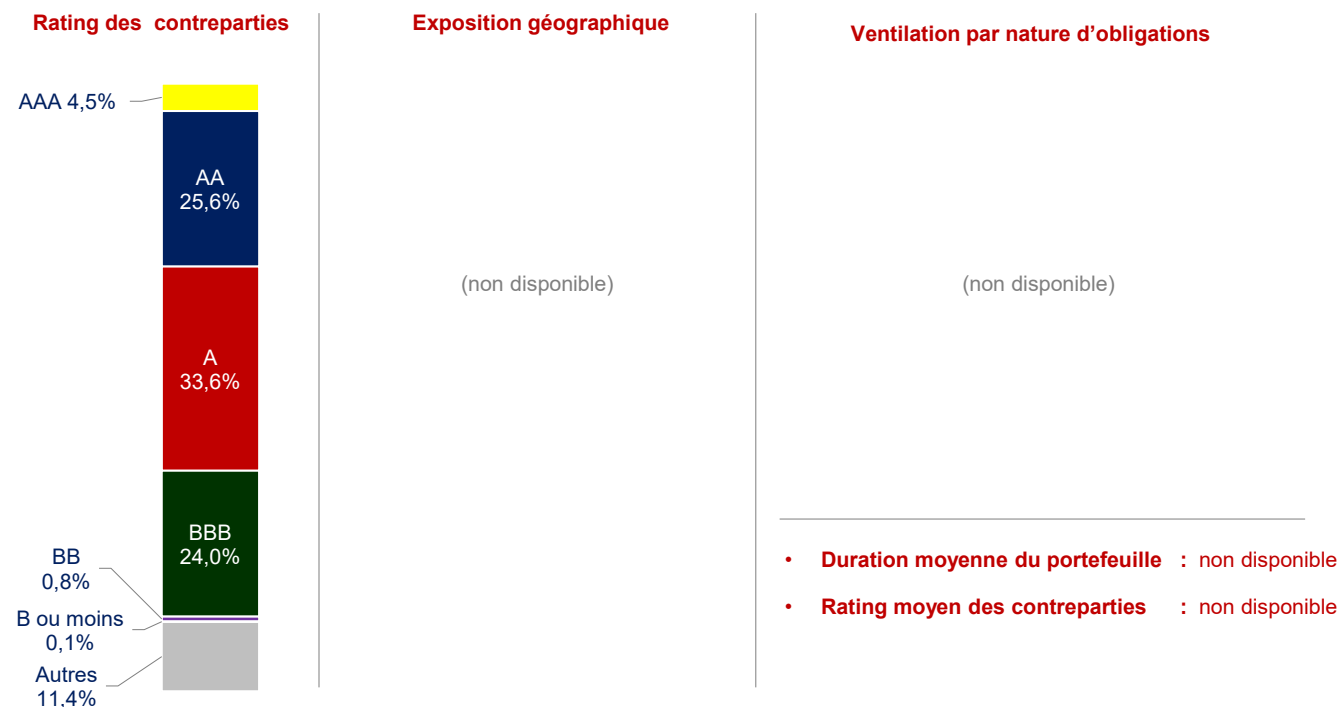 Rating des contreparties
AAA 4,5%
AA
25,6%
A
33,6%
BBB
24,0%
BB
0,8%
B ou moins
0,1%
Autres
11,4%
Exposition géographique
(non disponible)
Ventilation par nature d’obligations
(non disponible)
• Duration moyenne du portefeuille : non disponible
• Rating moyen des contreparties : non disponible